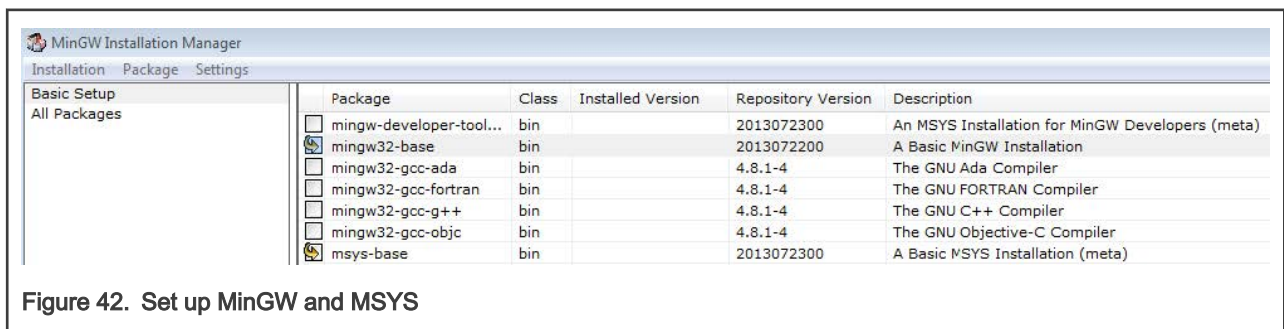 MinGW Installation Manager
Installation Package Settings
Basic Setup
All Packages
Package Class Installed Version Repository Version Description
mingw-developer-tool... bin 2013072300 An MSYS Installation for MinGW Developers (meta)
mingw32-base bin 2013072200 A Basic MinGW Installation
mingw32-gcc-ada bin 4.8.1-4 The GNU Ada Compiler
mingw32-gcc-fortran bin 4.8.1-4 The GNU FORTRAN Compiler
mingw32-gcc-g++ bin 4.8.1-4 The GNU C++ Compiler
mingw32-gcc-objc bin 4.8.1-4 The GNU Objective-C Compiler
msys-base bin 2013072300 A Basic MSYS Installation (meta)
Figure 42. Set up MinGW and MSYS